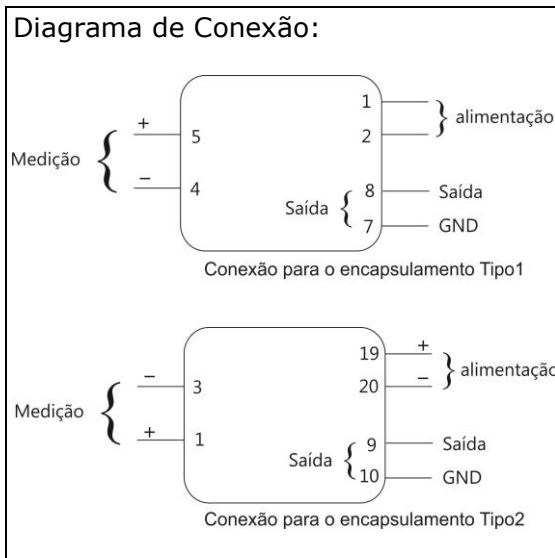 Diagrama de Conexão:
1
+
5
alimentação
2
Medição
−
4
8
Saída
Saída
7
GND
Conexão para o encapsulamento Tipo1
19
+
−
3
alimentação
20
−
Medição
+
1
9
Saída
Saída
10
GND
Conexão para o encapsulamento Tipo2